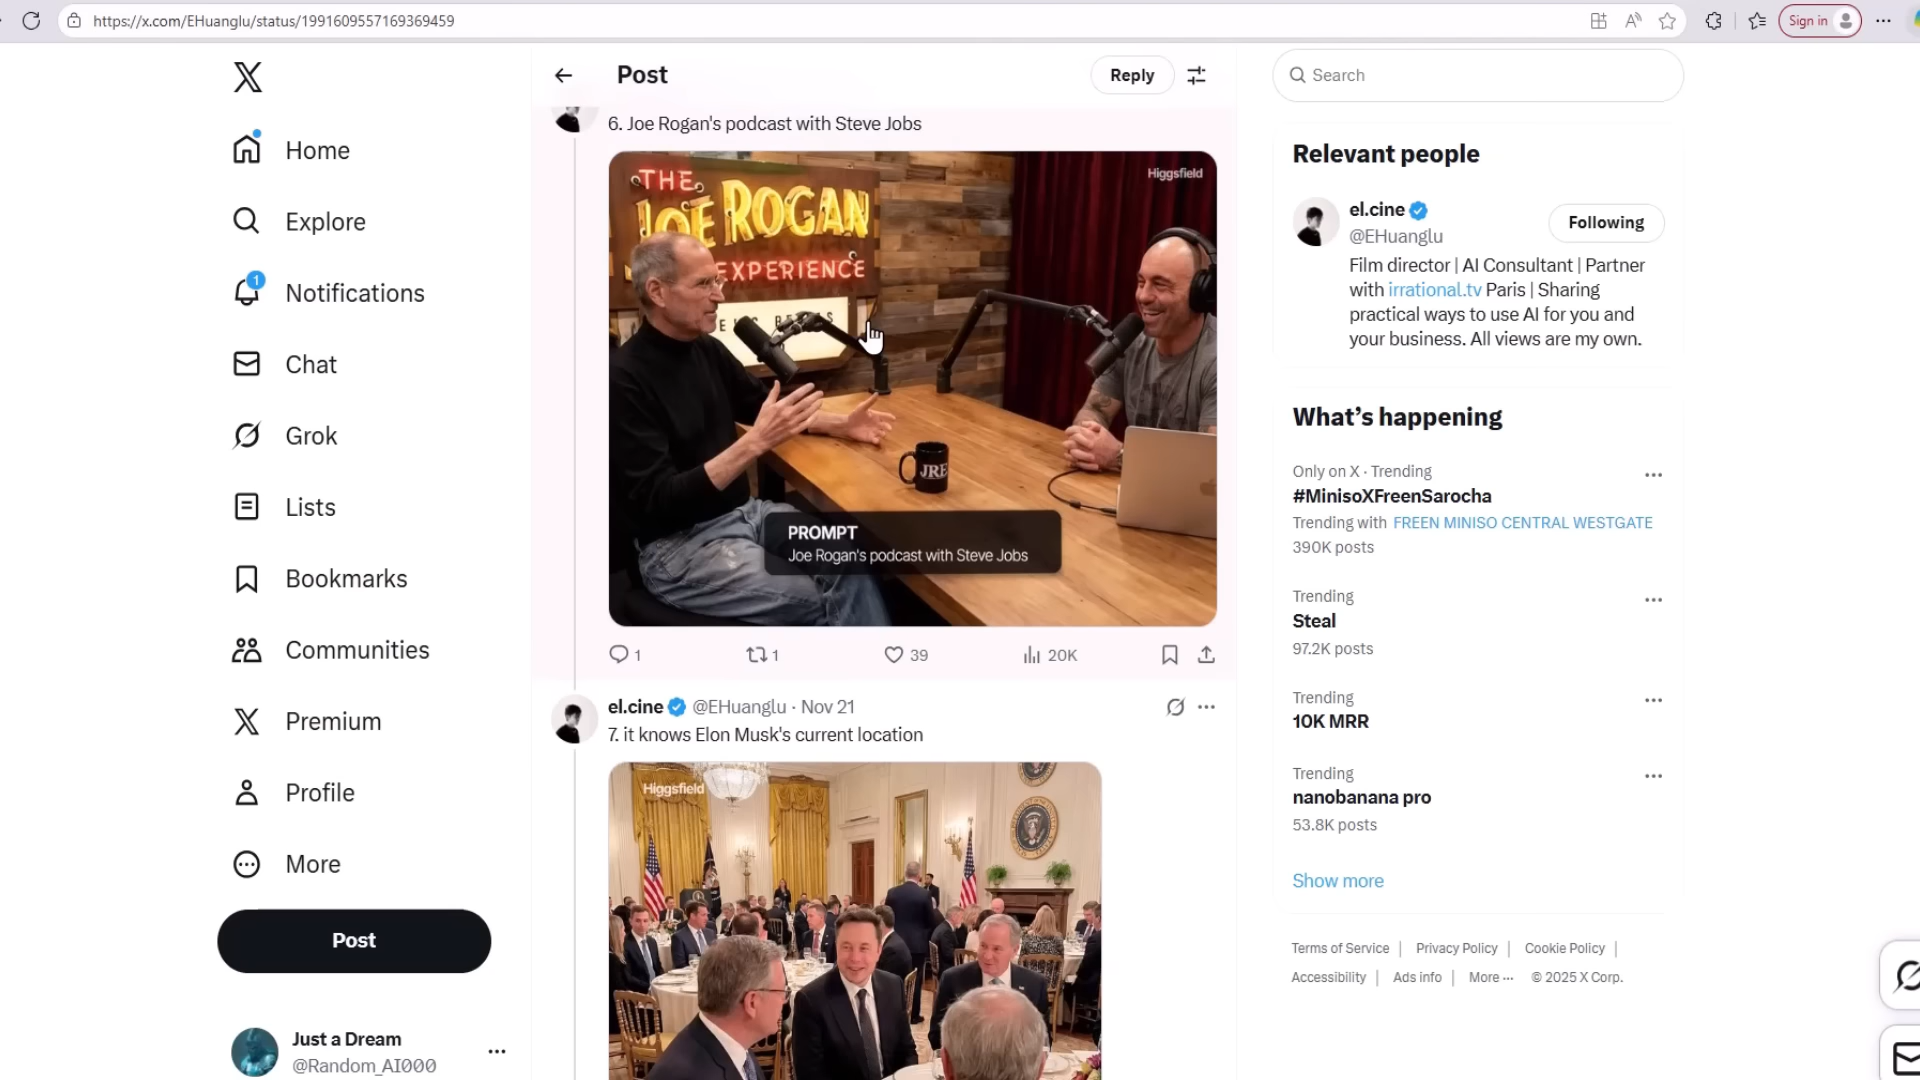 https://x.com/EHuanglu/status/1991609557169369459
Sign in
Home
Explore
1
Notifications
Chat
Grok
Lists
Bookmarks
Communities
Premium
Profile
More
Post
Just a Dream
@Random_AI000
Post
Reply
6. Joe Rogan's podcast with Steve Jobs
Higgsfield
THE
JOE ROGAN
EXPERIENCE
JRE
PROMPT
Joe Rogan's podcast with Steve Jobs
1
1
39
20K
el.cine @EHuanglu · Nov 21
7. it knows Elon Musk's current location
Higgsfield
Search
Relevant people
el.cine
@EHuanglu
Following
Film director | AI Consultant | Partner
with irrational.tv Paris | Sharing
practical ways to use AI for you and
your business. All views are my own.
What's happening
Only on X · Trending
#MinisoXFreenSarocha
Trending with FREEN MINISO CENTRAL WESTGATE
390K posts
Trending
Steal
97.2K posts
Trending
10K MRR
Trending
nanobanana pro
53.8K posts
Show more
Terms of Service | Privacy Policy | Cookie Policy |
Accessibility | Ads info | More ··· © 2025 X Corp.